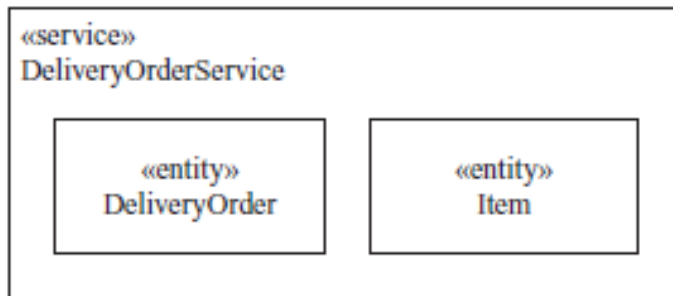 «service»
DeliveryOrderService
«entity»
DeliveryOrder
«entity»
Item